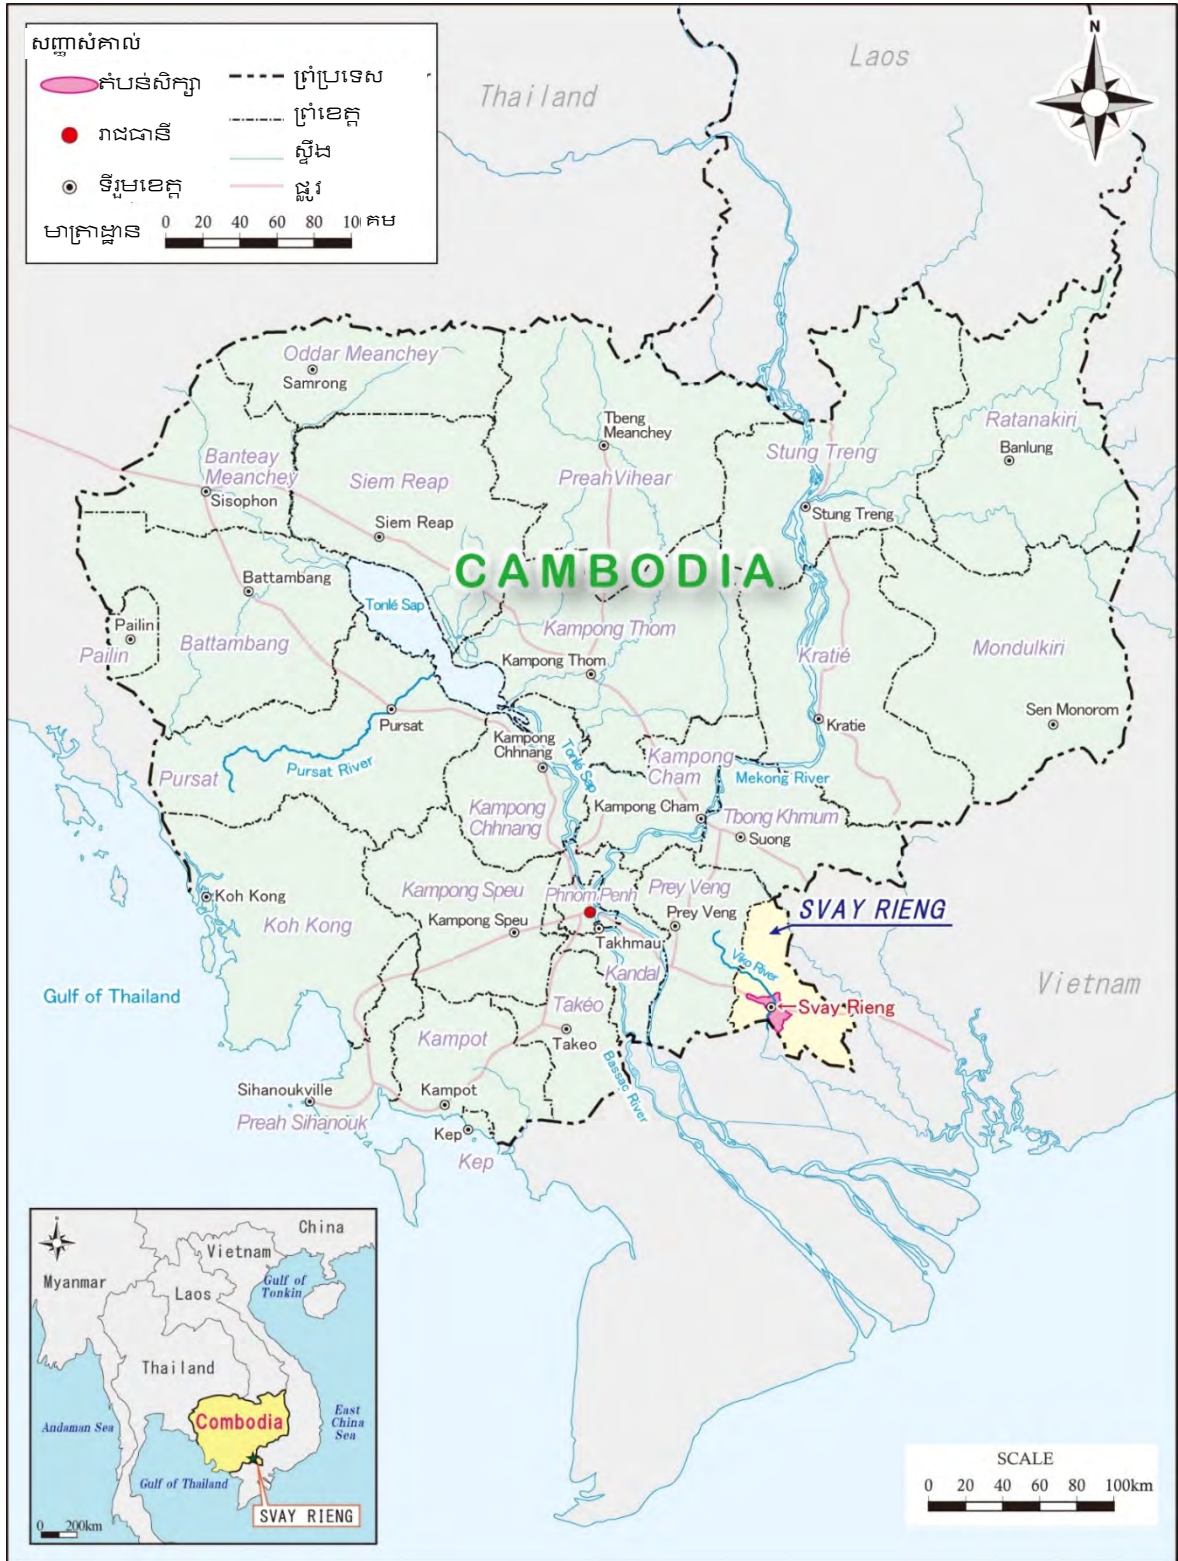 សញ្ញាសំគាល់
តំបន់សិក្សា
រាជធានី
ទីរួមខេត្ត
ព្រំប្រទេស
ព្រំខេត្ត
ស្ទឹង
ផ្លូវ
មាត្រាដ្ឋាន
0 20 40 60 80 10 គម
N
Laos
Thailand
Oddar Meanchey
Samrong
Tbeng
Meanchey
Ratanakiri
Banlung
Banteay
Meanchey
Sisophon
Siem Reap
Preah Vihear
Stung Treng
Stung Treng
Siem Reap
CAMBODIA
Battambang
Tonlé Sap
Pailin
Pailin
Battambang
Kampong Thom
Kampong Thom
Kratié
Mondulkiri
Sen Monorom
Pursat
Kratie
Pursat River
Pursat
Kampong
Chhnang
Tonlé Sap
Kampong
Cham
Mekong River
Kampong
Chhnang
Kampong Cham
Tbong Khmum
Suong
Koh Kong
Koh Kong
Kampong Speu
Kampong Speu
Phnom Penh
Prey Veng
Prey Veng
SVAY RIENG
Takhmau
Kandal
Viko River
Vietnam
Gulf of Thailand
Svay Rieng
Takéo
Takeo
Kampot
Kampot
Bassac River
Sihanoukville
Preah Sihanouk
Kep
Kep
China
Vietnam
Myanmar
Gulf of
Tonkin
Laos
Thailand
Combodia
East
China
Sea
Andaman Sea
Gulf of Thailand
SVAY RIENG
0 200km
SCALE
0 20 40 60 80 100km